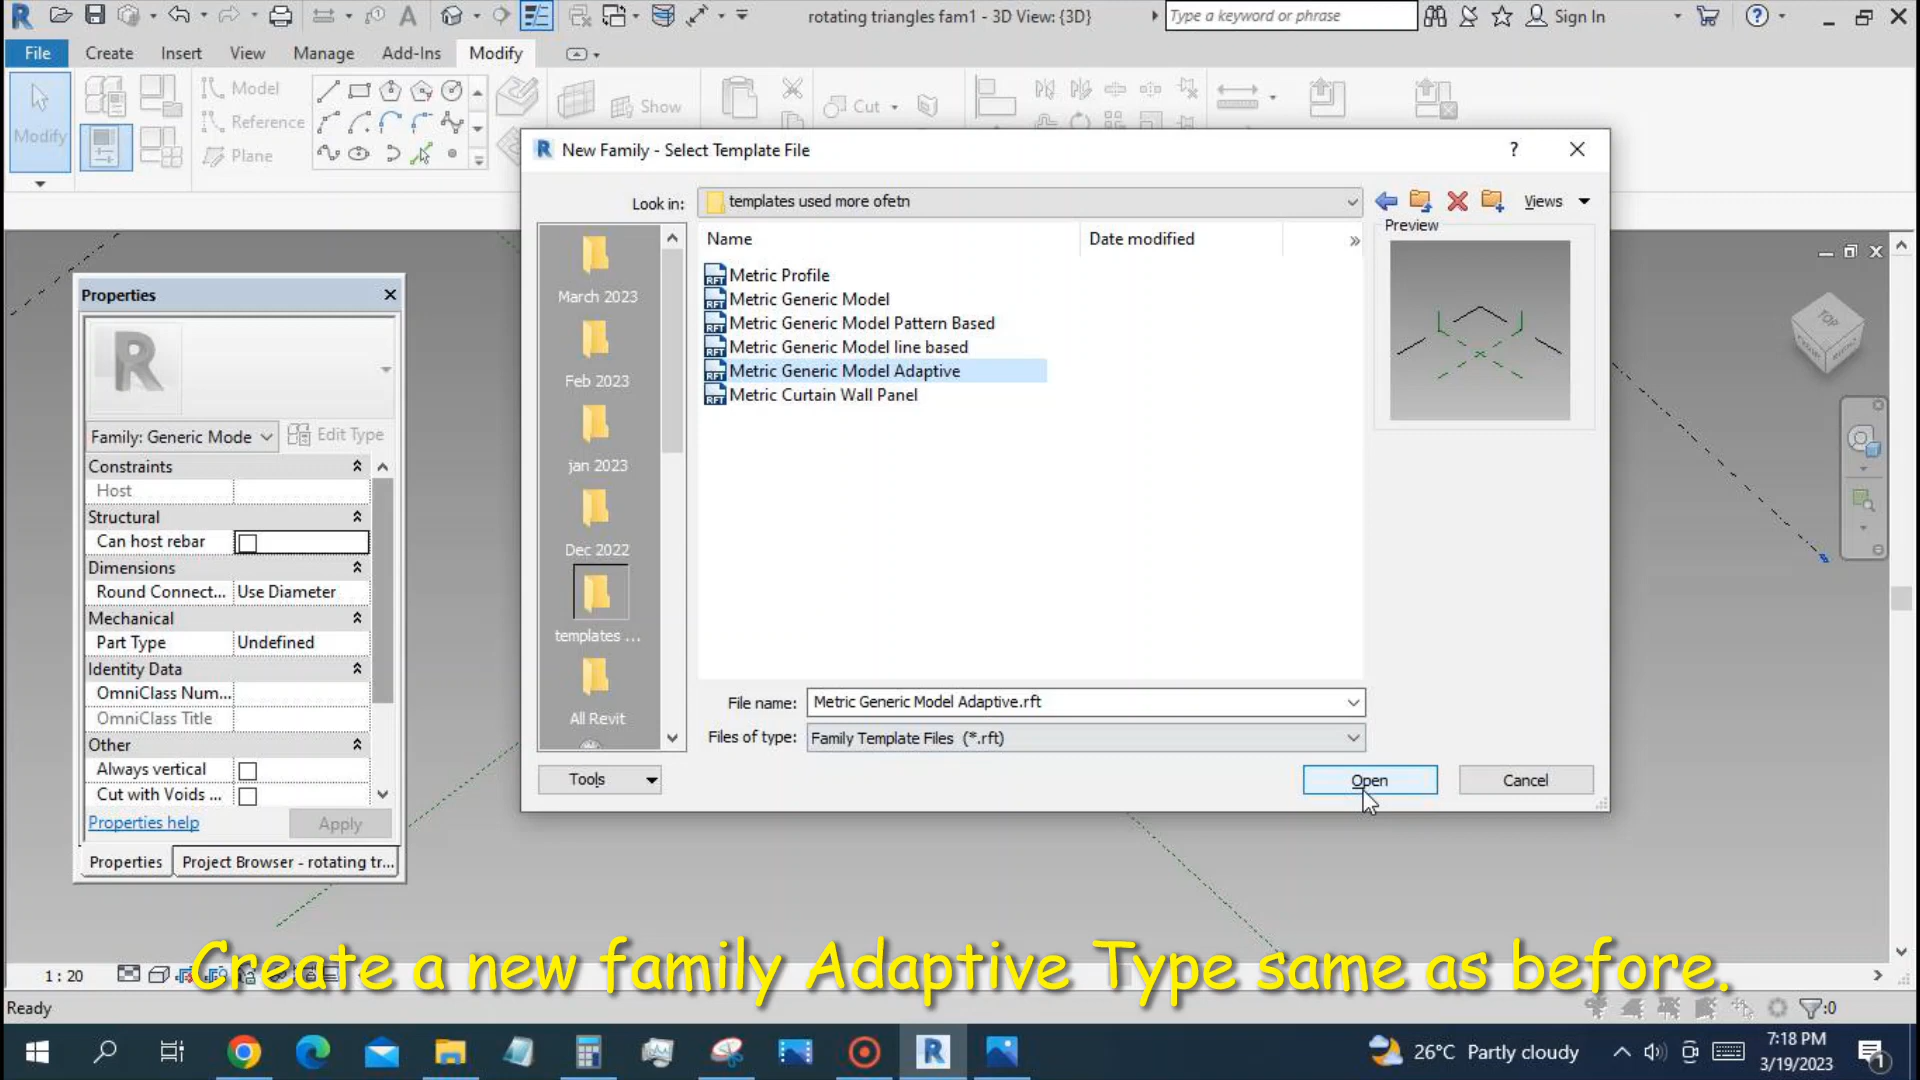 rotating triangles fam1 - 3D View: {3D}
Type a keyword or phrase
Sign In
File
Create
Insert
View
Manage
Add-Ins
Modify
Modify
Model
Reference
Plane
Show
Cut
New Family - Select Template File
Look in:
templates used more ofetn
Views
Name
Date modified
Preview
March 2023
Feb 2023
jan 2023
Dec 2022
templates ...
All Revit
Metric Profile
Metric Generic Model
Metric Generic Model Pattern Based
Metric Generic Model line based
Metric Generic Model Adaptive
Metric Curtain Wall Panel
File name:
Metric Generic Model Adaptive.rft
Files of type:
Family Template Files (*.rft)
Tools
Open
Cancel
TOP
Properties
Family: Generic Mode
Edit Type
Constraints
Host
Structural
Can host rebar
Dimensions
Round Connect...
Use Diameter
Mechanical
Part Type
Undefined
Identity Data
OmniClass Num...
OmniClass Title
Other
Always vertical
Cut with Voids ...
Properties help
Apply
Properties
Project Browser - rotating tr...
Create a new family Adaptive Type same as before.
1 : 20
Ready
:0
26°C Partly cloudy
7:18 PM
3/19/2023
1